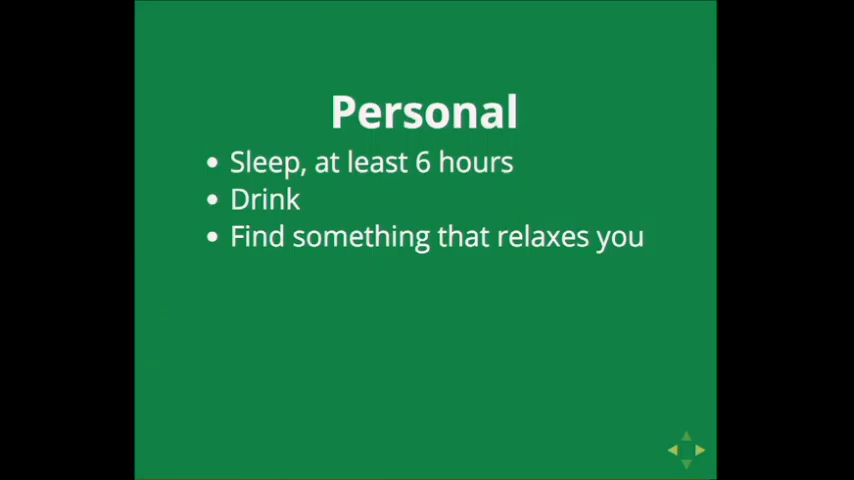 Personal
• Sleep, at least 6 hours
• Drink
• Find something that relaxes you